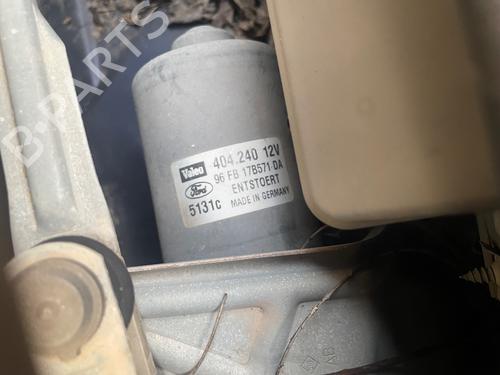 B-PARTS
Valeo 404.240 12V
Ford 96 FB 17B571 DA
ENTSTOERT
5131c MADE IN GERMANY